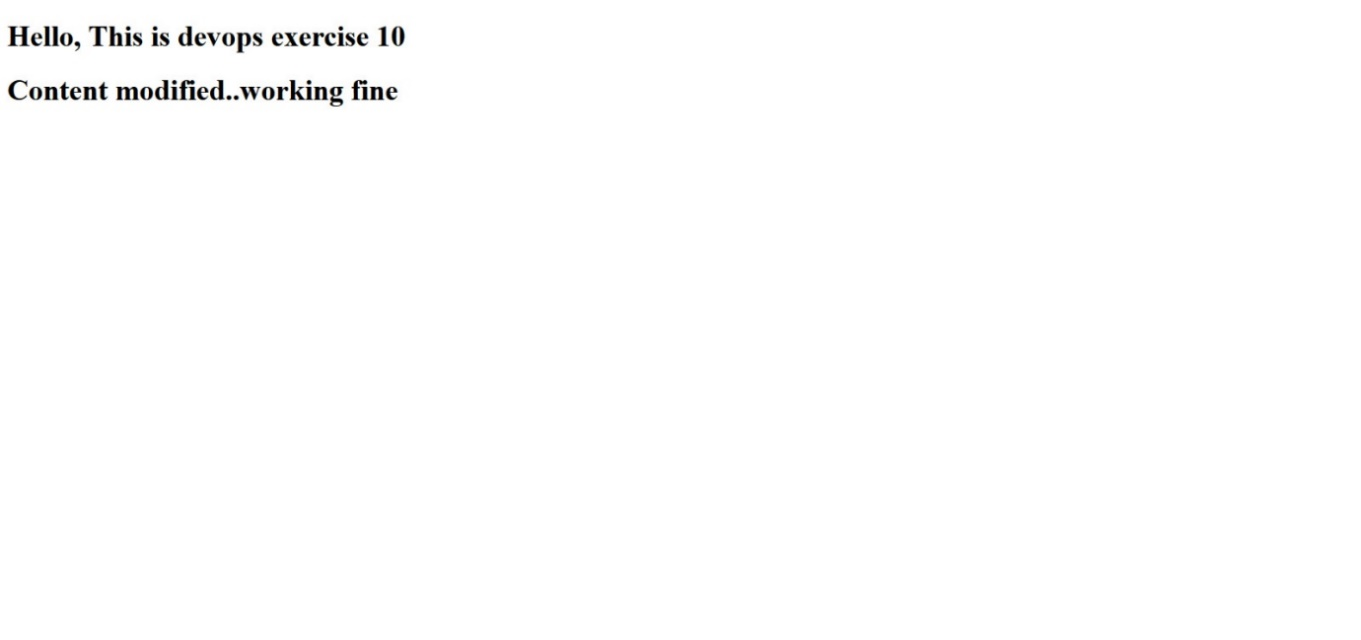 Hello, This is devops exercise 10
Content modified..working fine